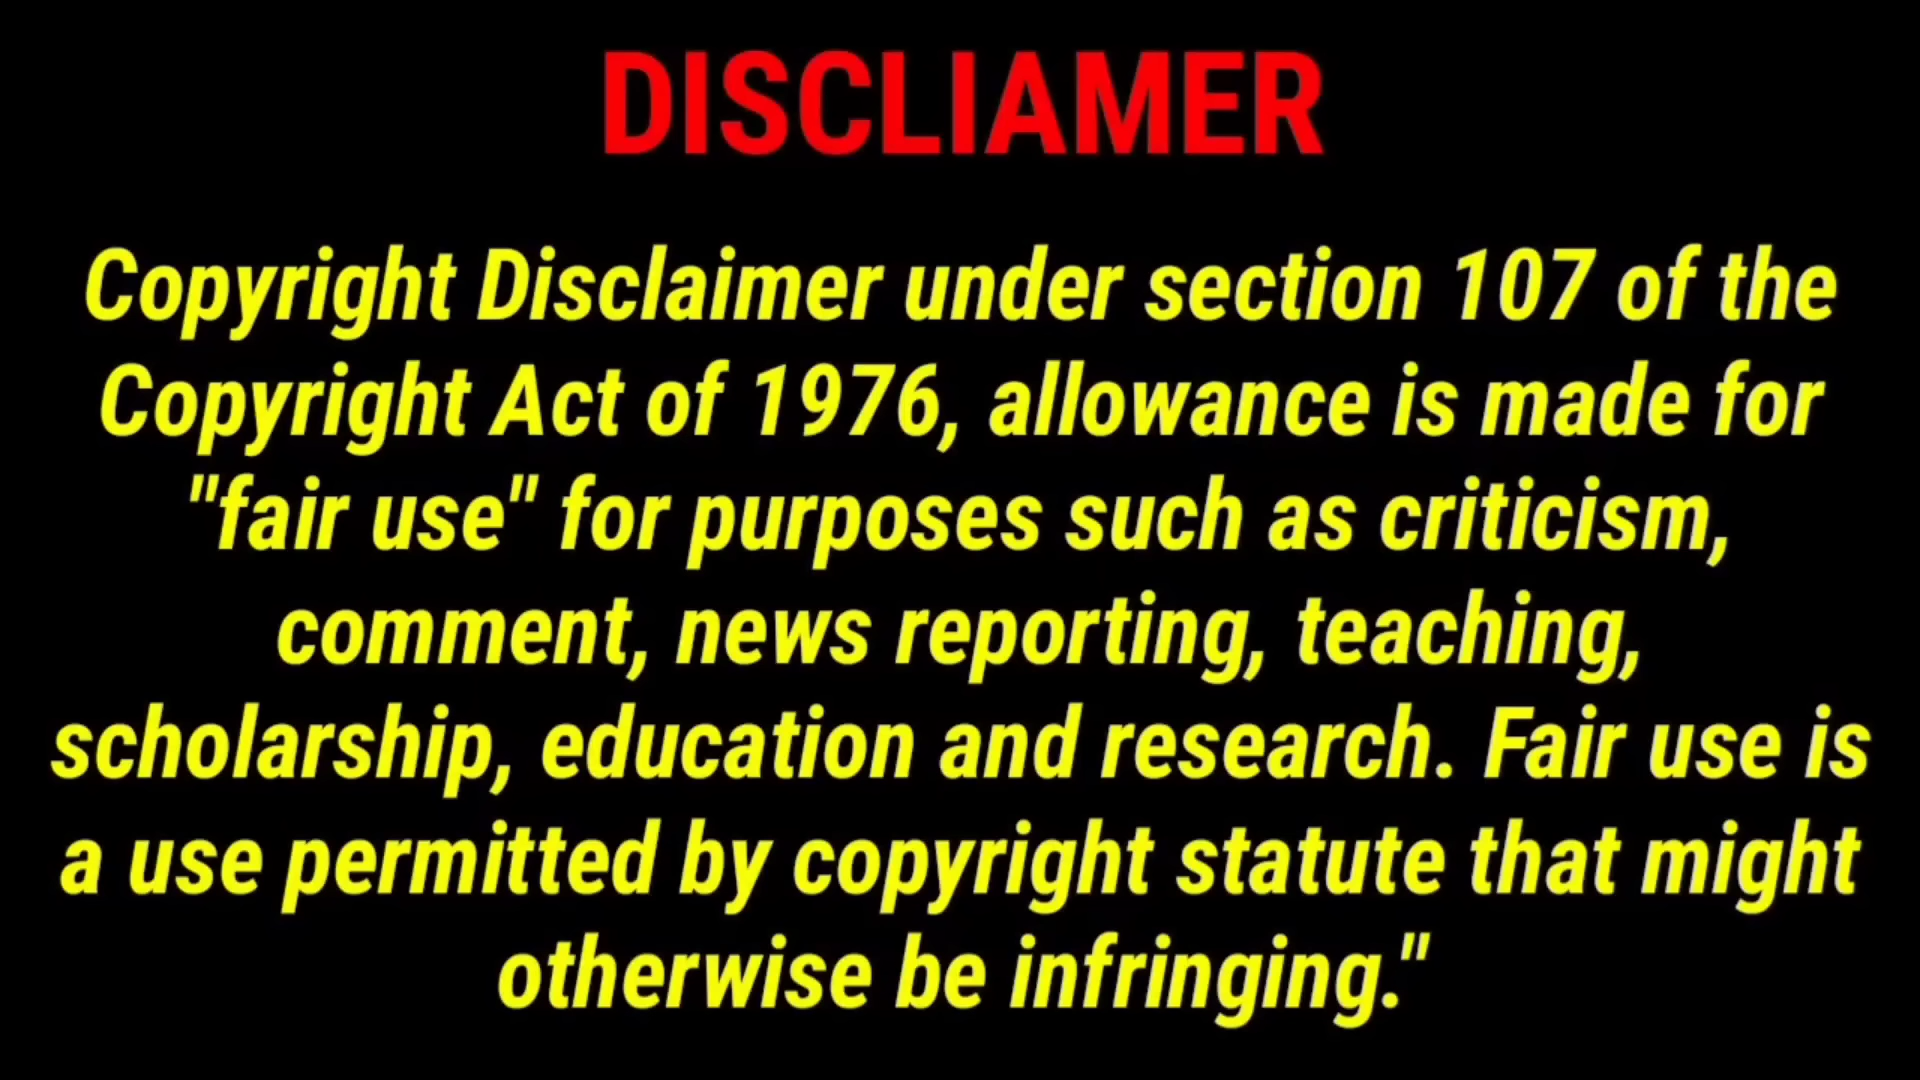 DISCLIAMER
Copyright Disclaimer under section 107 of the
Copyright Act of 1976, allowance is made for
"fair use" for purposes such as criticism,
comment, news reporting, teaching,
scholarship, education and research. Fair use is
a use permitted by copyright statute that might
otherwise be infringing."